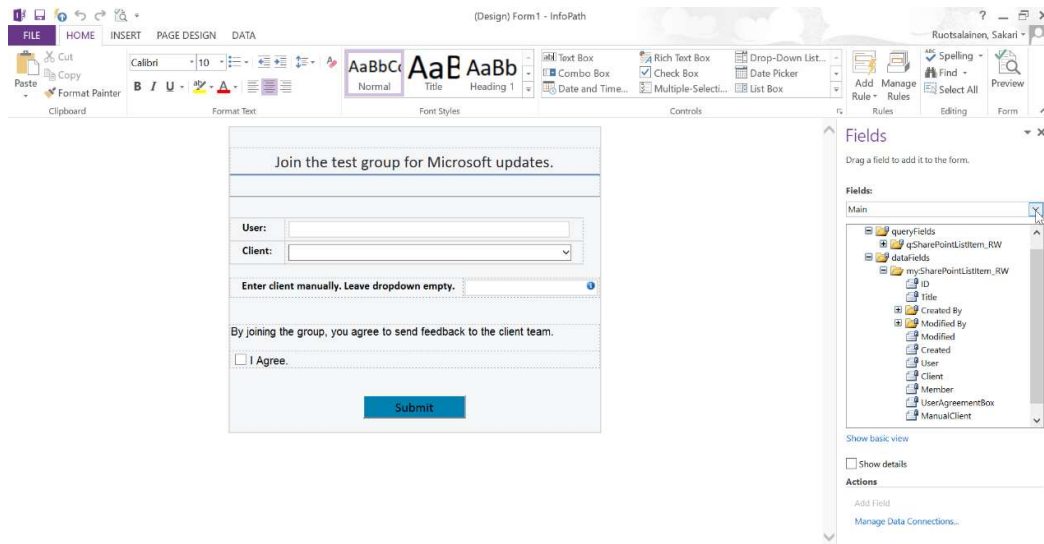 (Design) Form1 - InfoPath
FILE HOME INSERT PAGE DESIGN DATA
Ruotsalainen, Sakari
Paste
Cut
Copy
Format Painter
Clipboard
Calibri 10
B I U
Format Text
AaBbCc AaB AaBb
Normal Title Heading 1
Font Styles
Text Box Rich Text Box Drop-Down List...
Combo Box Check Box Date Picker
Date and Time... Multiple-Selecti... List Box
Controls
Add Rule
Manage Rules
Rules
Spelling
Find
Select All
Editing
Preview
Form
Join the test group for Microsoft updates.
User:
Client:
Enter client manually. Leave dropdown empty.
By joining the group, you agree to send feedback to the client team.
I Agree.
Submit
Fields
Drag a field to add it to the form.
Fields:
Main
queryFields
q:SharePointListItem_RW
dataFields
my:SharePointListItem_RW
ID
Title
Created By
Modified By
Modified
Created
User
Client
Member
UserAgreementBox
ManualClient
Show basic view
Show details
Actions
Add Field
Manage Data Connections...